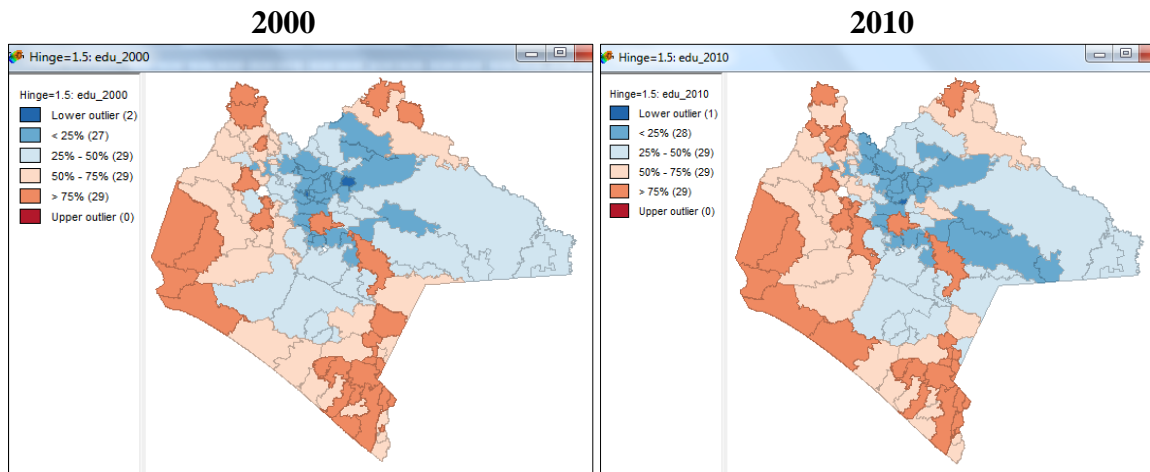 2000
2010
Hinge=1.5: edu_2000
Hinge=1.5: edu_2000
Lower outlier (2)
< 25% (27)
25% - 50% (29)
50% - 75% (29)
> 75% (29)
Upper outlier (0)
Hinge=1.5: edu_2010
Hinge=1.5: edu_2010
Lower outlier (1)
< 25% (28)
25% - 50% (29)
50% - 75% (29)
> 75% (29)
Upper outlier (0)